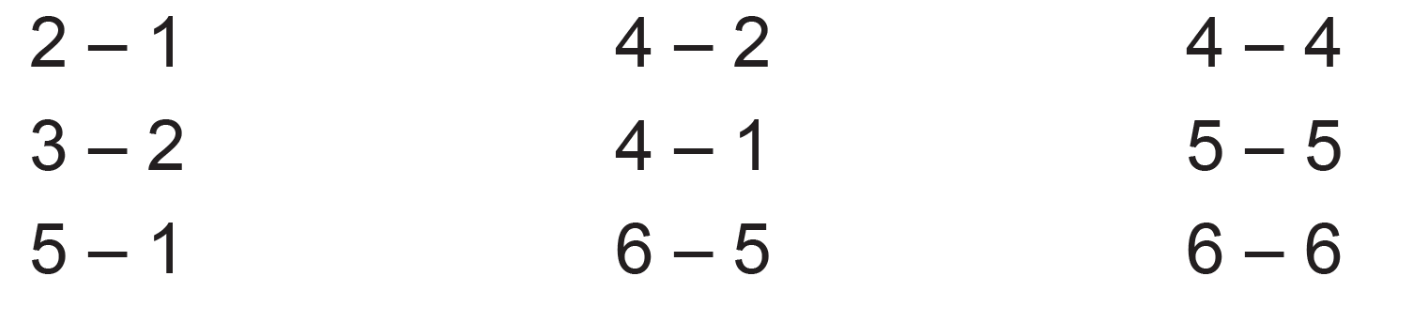 2 – 1 4 – 2 4 – 4
3 – 2 4 – 1 5 – 5
5 – 1 6 – 5 6 – 6